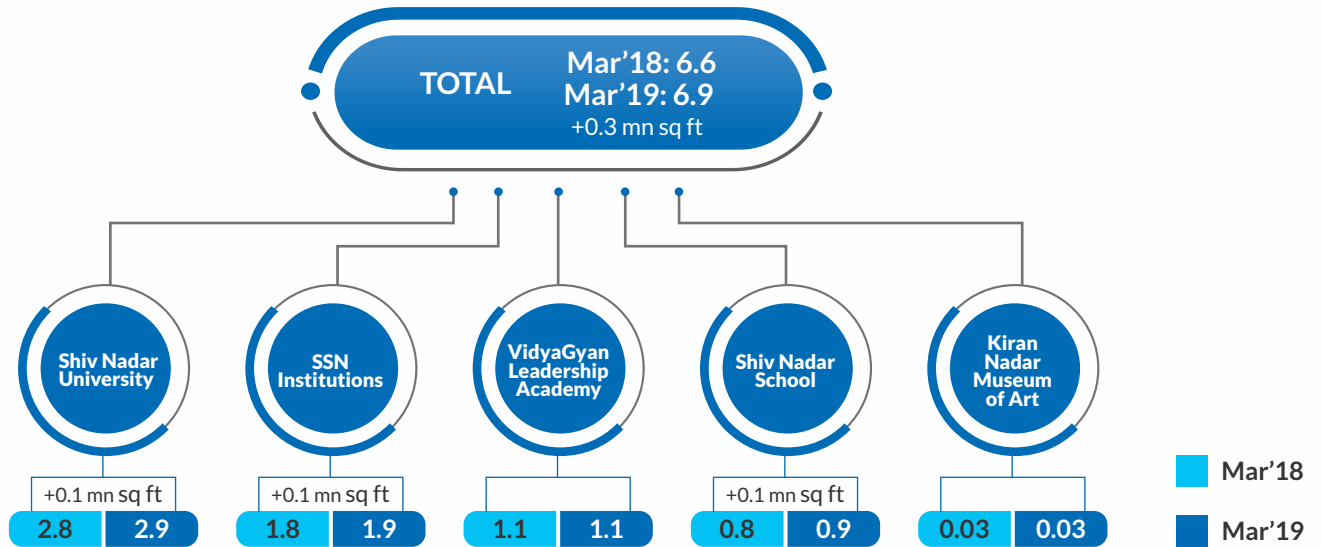 TOTAL
Mar’18: 6.6
Mar’19: 6.9
+0.3 mn sq ft
Shiv Nadar
University
SSN
Institutions
VidyaGyan
Leadership
Academy
Shiv Nadar
School
Kiran
Nadar
Museum
of Art
+0.1 mn sq ft
2.8 2.9
+0.1 mn sq ft
1.8 1.9
1.1 1.1
+0.1 mn sq ft
0.8 0.9
0.03 0.03
Mar’18
Mar’19